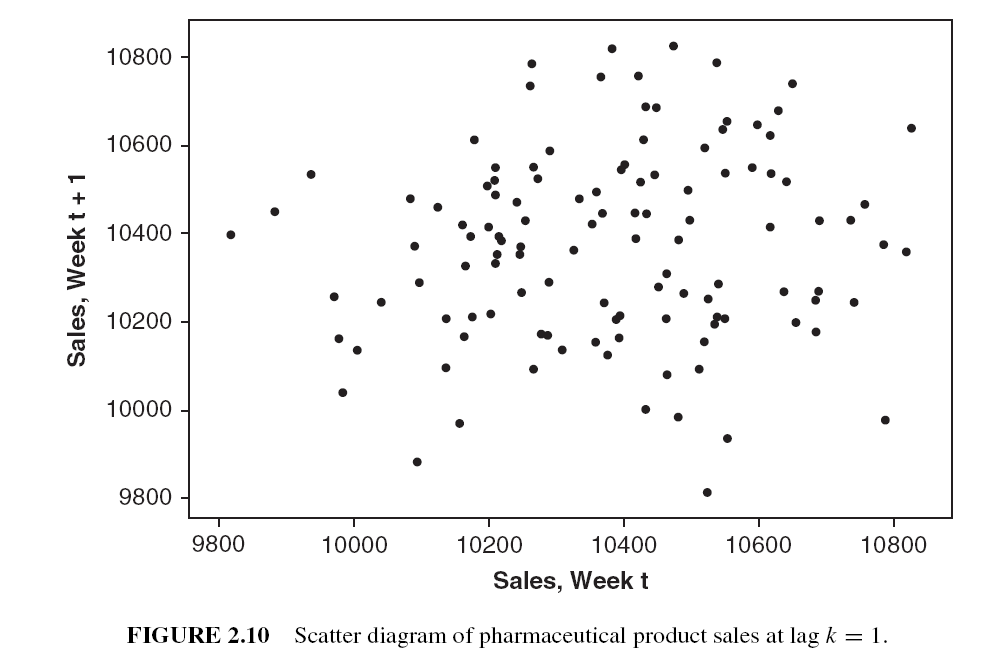 10800
10600
10400
10200
10000
9800
Sales, Week t + 1
9800 10000 10200 10400 10600 10800
Sales, Week t
FIGURE 2.10 Scatter diagram of pharmaceutical product sales at lag k = 1.